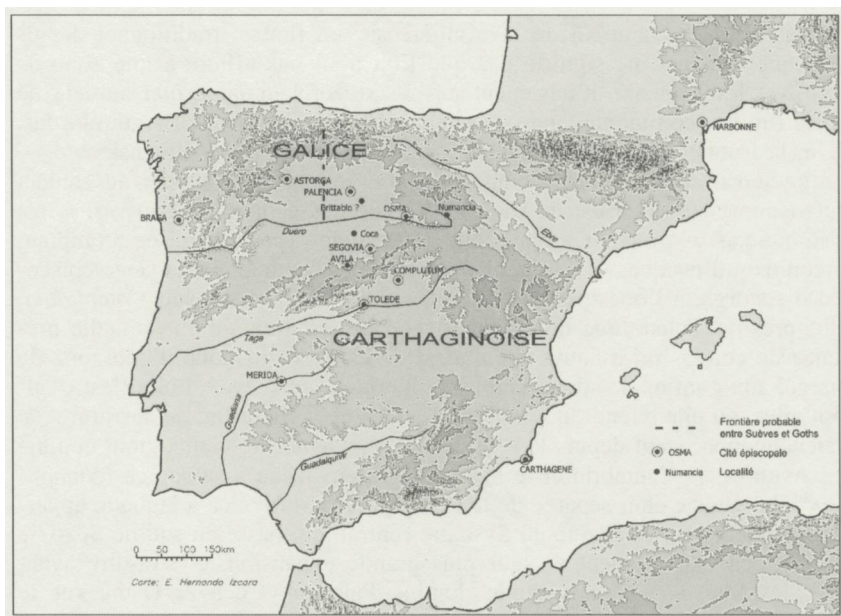 NARBONNE
GALICE
ASTORGA
PALENCIA
Brittablo ?
OSMA
Numancia
BRAGA
Duero
Ebre
Coca
SEGOVIA
AVILA
COMPLUTUM
TOLEDE
Tage
CARTHAGINOISE
MERIDA
Guadiana
Guadalquivir
CARTHAGENE
Frontière probable
entre Suèves et Goths
OSMA Cité épiscopale
Numancia Localité
0 50 100 150km
Carte: E. Hernando Izcara